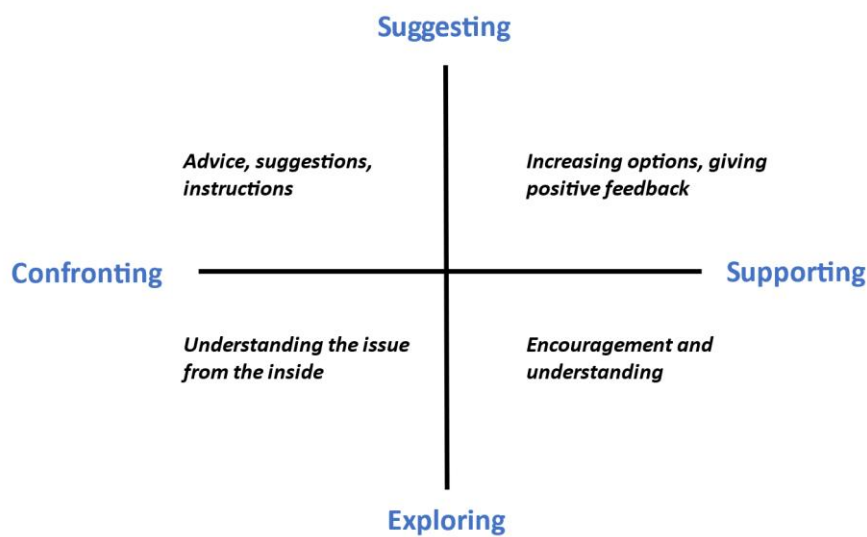 Suggesting
Advice, suggestions,
instructions
Increasing options, giving
positive feedback
Confronting
Supporting
Understanding the issue
from the inside
Encouragement and
understanding
Exploring